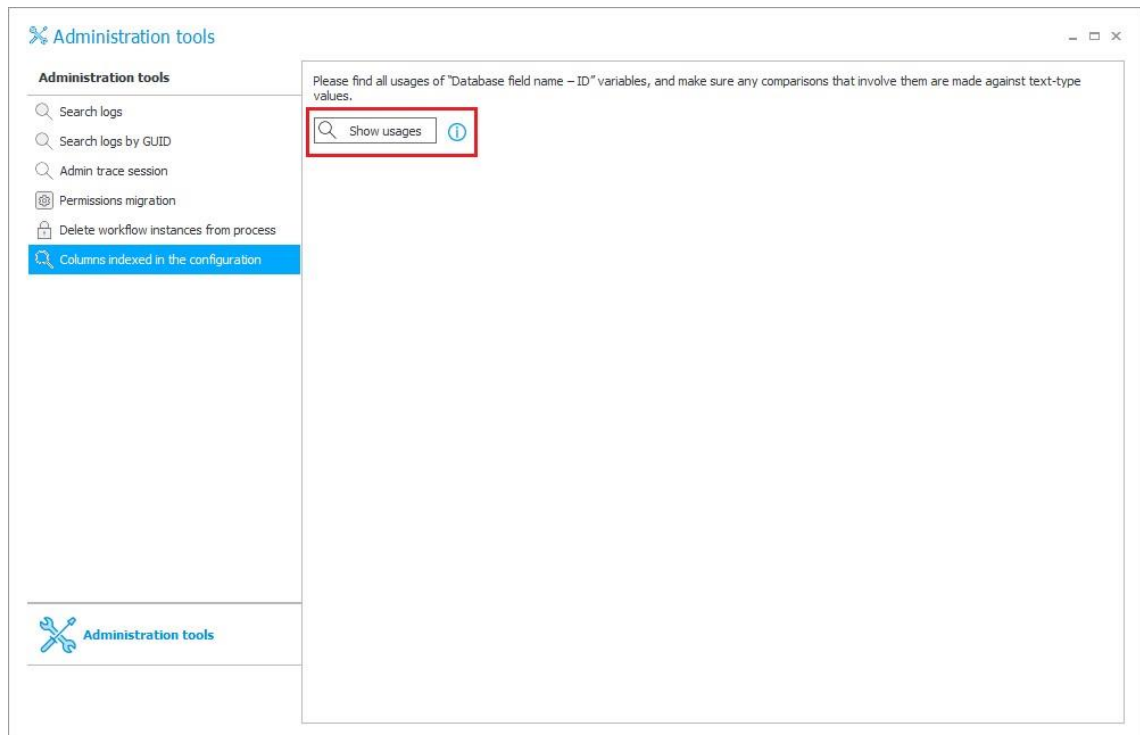 Administration tools
Administration tools
Search logs
Search logs by GUID
Admin trace session
Permissions migration
Delete workflow instances from process
Columns indexed in the configuration
Administration tools
Please find all usages of "Database field name – ID" variables, and make sure any comparisons that involve them are made against text-type
values.
Show usages